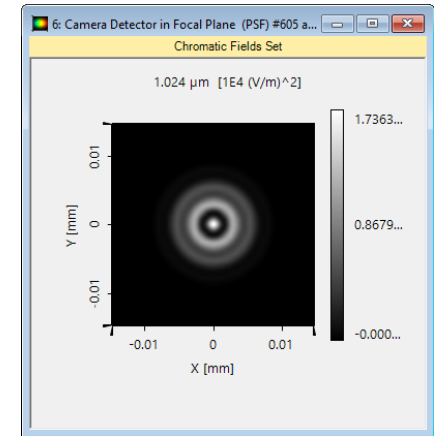 6: Camera Detector in Focal Plane (PSF) #605 a...
Chromatic Fields Set
1.024 µm [1E4 (V/m)^2]
1.7363...
0.01
0.8679...
Y [mm]
0
-0.01
-0.000...
-0.01 0 0.01
X [mm]